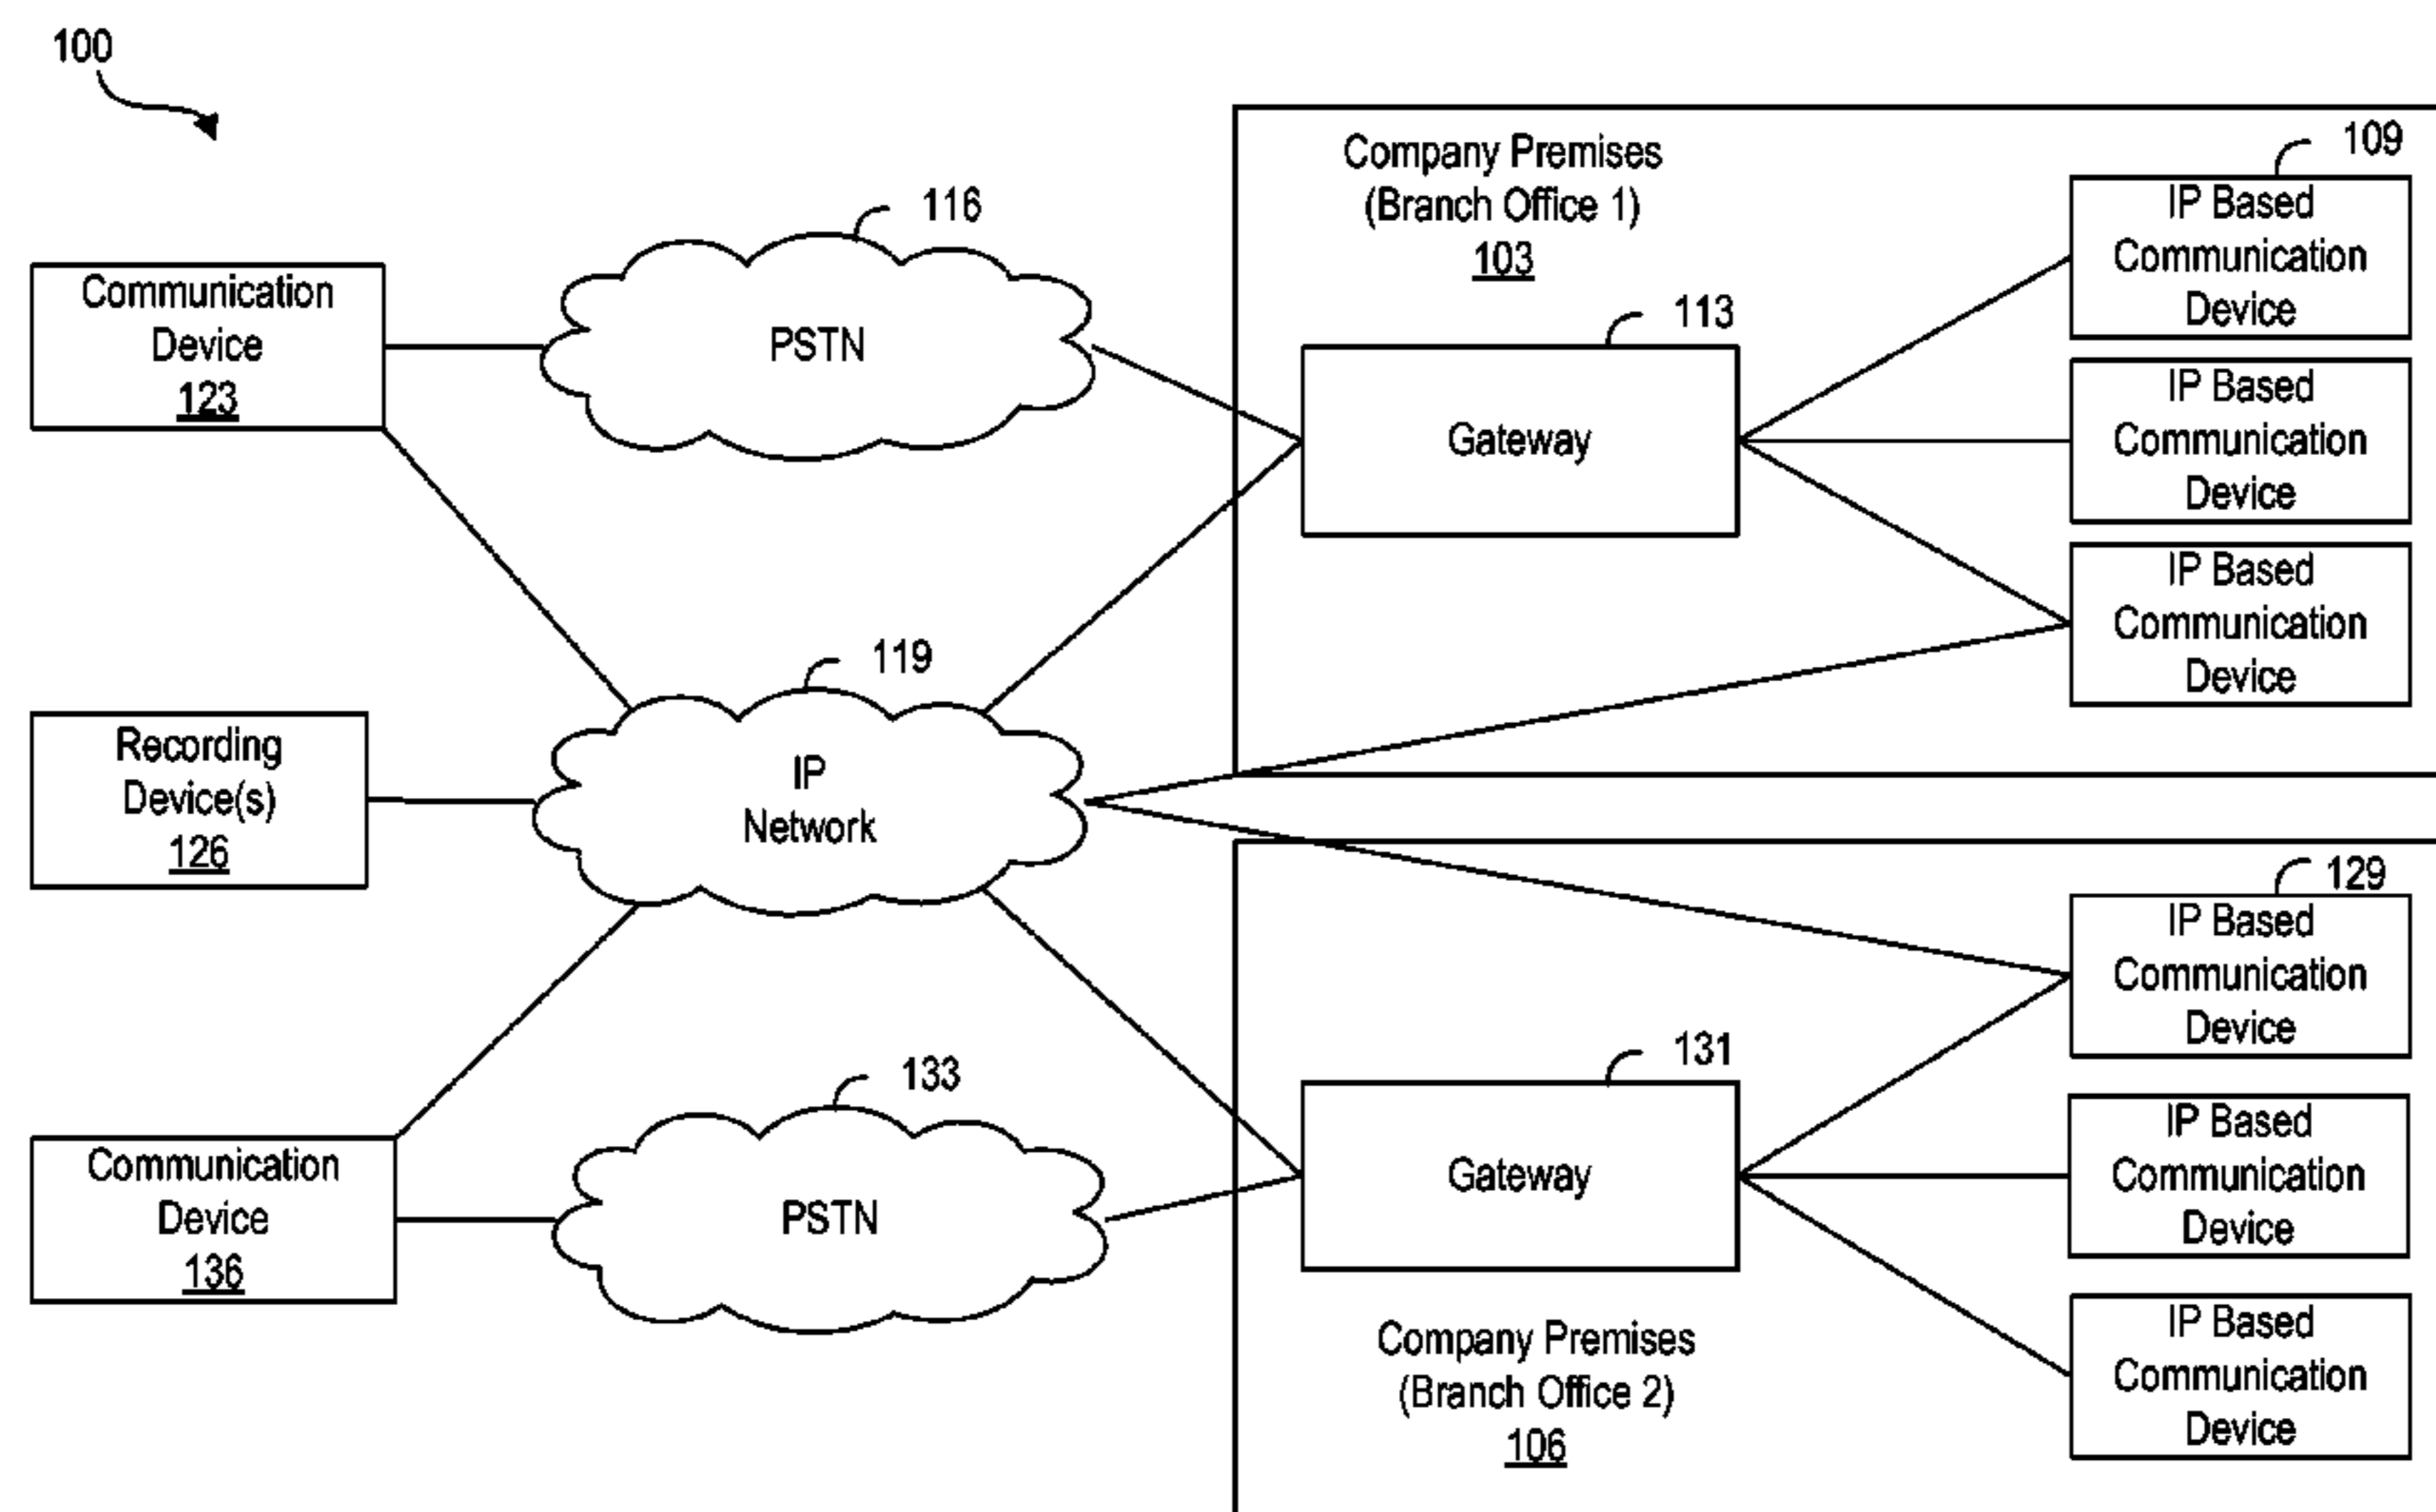 100
Company Premises
(Branch Office 1)
103
109
IP Based
Communication
Device
116
PSTN
Communication
Device
123
113
Gateway
IP Based
Communication
Device
IP Based
Communication
Device
119
IP
Network
Recording
Device(s)
126
129
IP Based
Communication
Device
131
Gateway
133
PSTN
Communication
Device
136
IP Based
Communication
Device
Company Premises
(Branch Office 2)
106
IP Based
Communication
Device